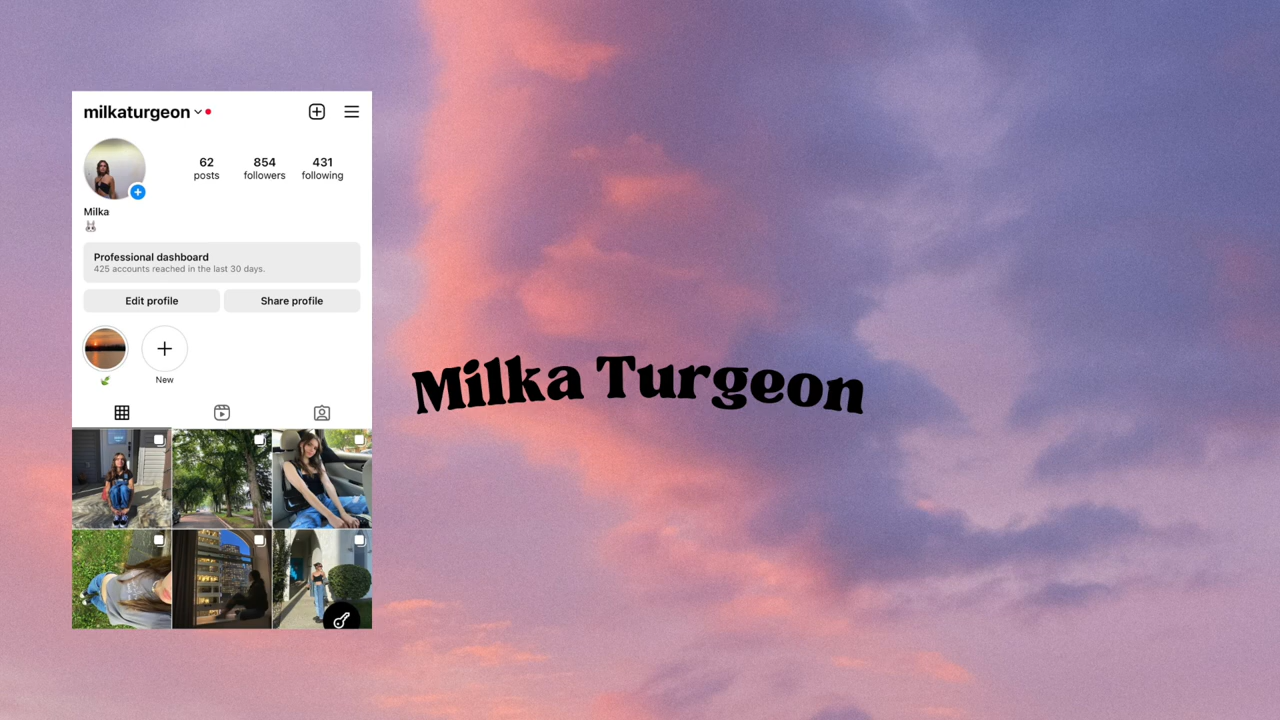 milkaturgeon
62 854 431
posts followers following
Milka
Professional dashboard
425 accounts reached in the last 30 days.
Edit profile Share profile
New
Milka Turgeon